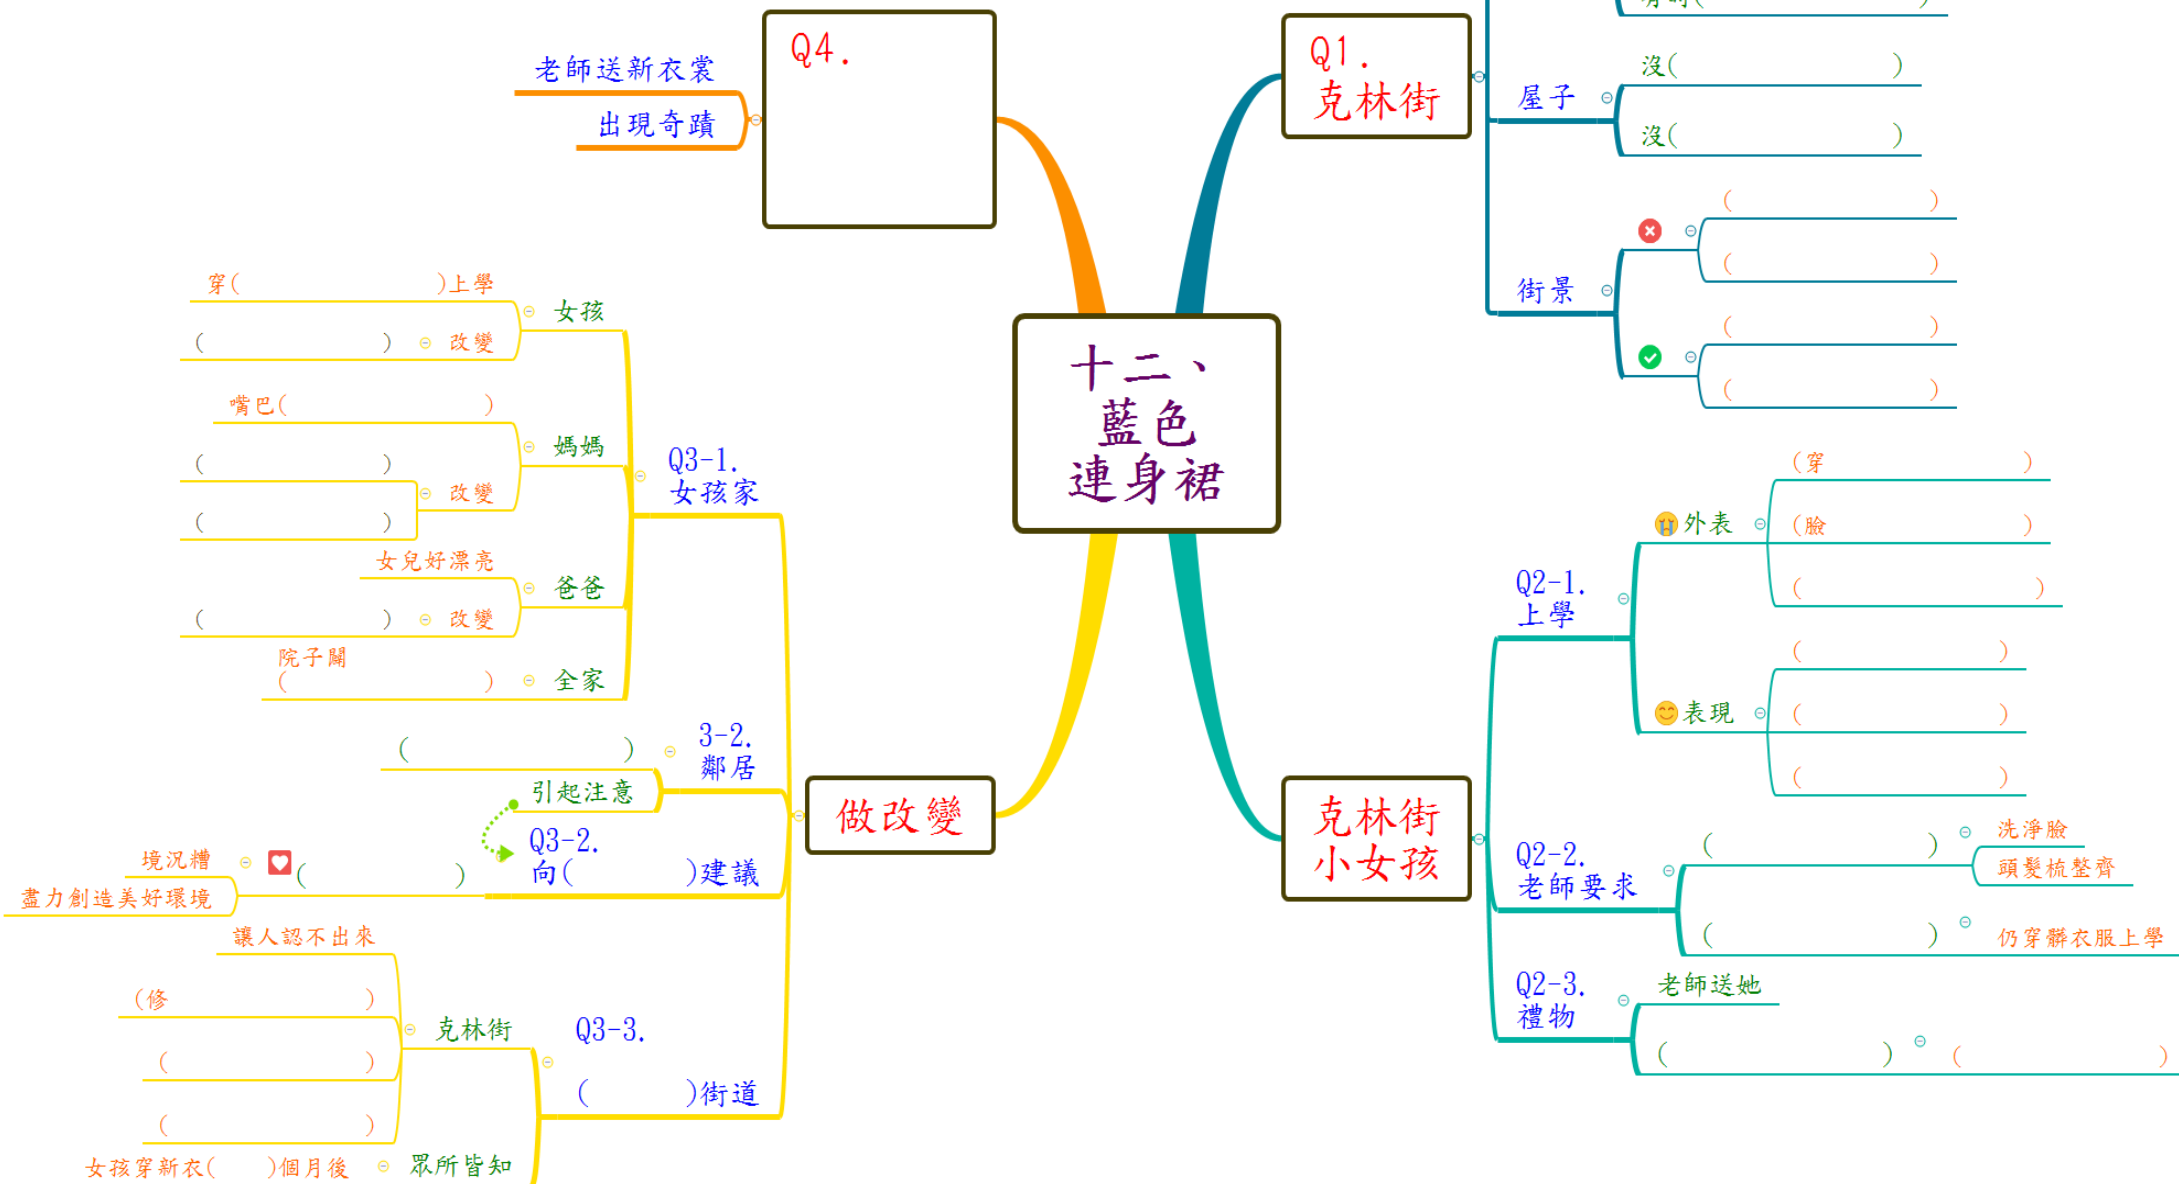 十二、
藍色
連身裙
Q1.
克林街
有時( )
屋子
沒( )
沒( )
街景
( )
( )
( )
( )
克林街
小女孩
Q2-1.
上學
外表
(穿 )
(臉 )
( )
表現
( )
( )
( )
Q2-2.
老師要求
( )
洗淨臉
頭髮梳整齊
( )
仍穿髒衣服上學
Q2-3.
禮物
老師送她
( )
( )
做改變
Q3-1.
女孩家
女孩
穿( )上學
改變
( )
媽媽
嘴巴( )
改變
( )
( )
爸爸
女兒好漂亮
改變
( )
全家
院子闢
( )
3-2.
鄰居
( )
引起注意
Q3-2.
向( )建議
( )
境況糟
盡力創造美好環境
Q3-3.
( )街道
克林街
讓人認不出來
(修 )
( )
( )
眾所皆知
女孩穿新衣( )個月後
Q4.
老師送新衣裳
出現奇蹟